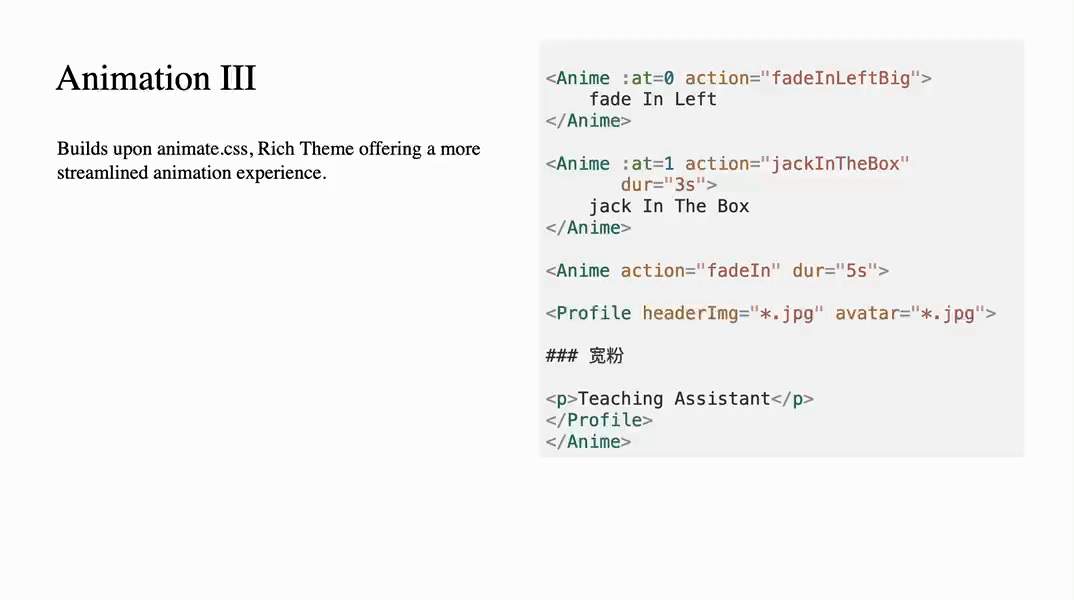 Animation III
Builds upon animate.css, Rich Theme offering a more
streamlined animation experience.
<Anime :at=0 action="fadeInLeftBig">
    fade In Left
</Anime>
<Anime :at=1 action="jackInTheBox"
       dur="3s">
    jack In The Box
</Anime>
<Anime action="fadeIn" dur="5s">
<Profile headerImg="*.jpg" avatar="*.jpg">
### 宽粉
<p>Teaching Assistant</p>
</Profile>
</Anime>